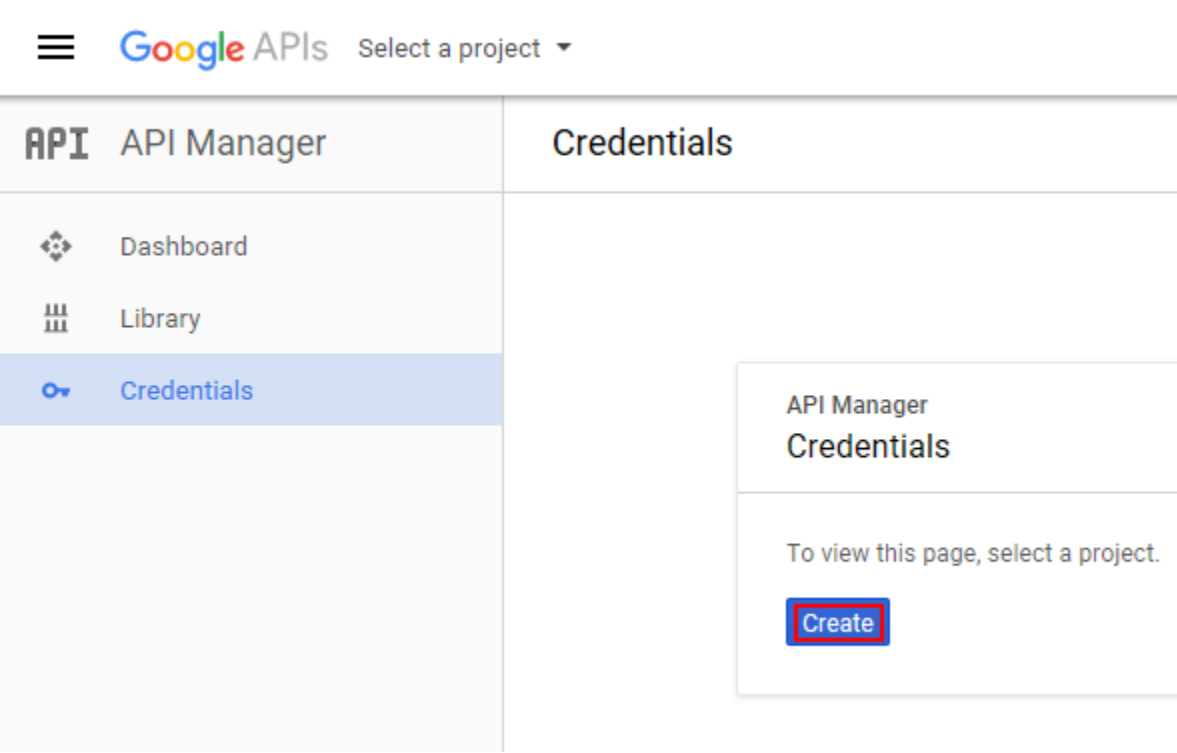 Google APIs Select a project
API API Manager
Credentials
Dashboard
Library
Credentials
API Manager
Credentials
To view this page, select a project.
Create